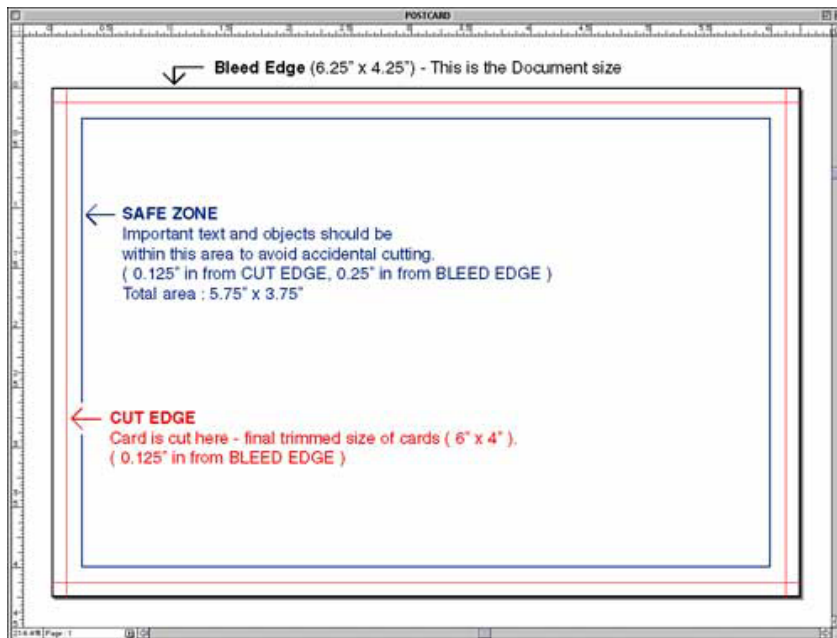 POSTCARD
Bleed Edge (6.25" x 4.25") - This is the Document size
SAFE ZONE
Important text and objects should be
within this area to avoid accidental cutting.
( 0.125" in from CUT EDGE, 0.25" in from BLEED EDGE )
Total area : 5.75" x 3.75"
CUT EDGE
Card is cut here - final trimmed size of cards ( 6" x 4" ).
( 0.125" in from BLEED EDGE )
Page : 1